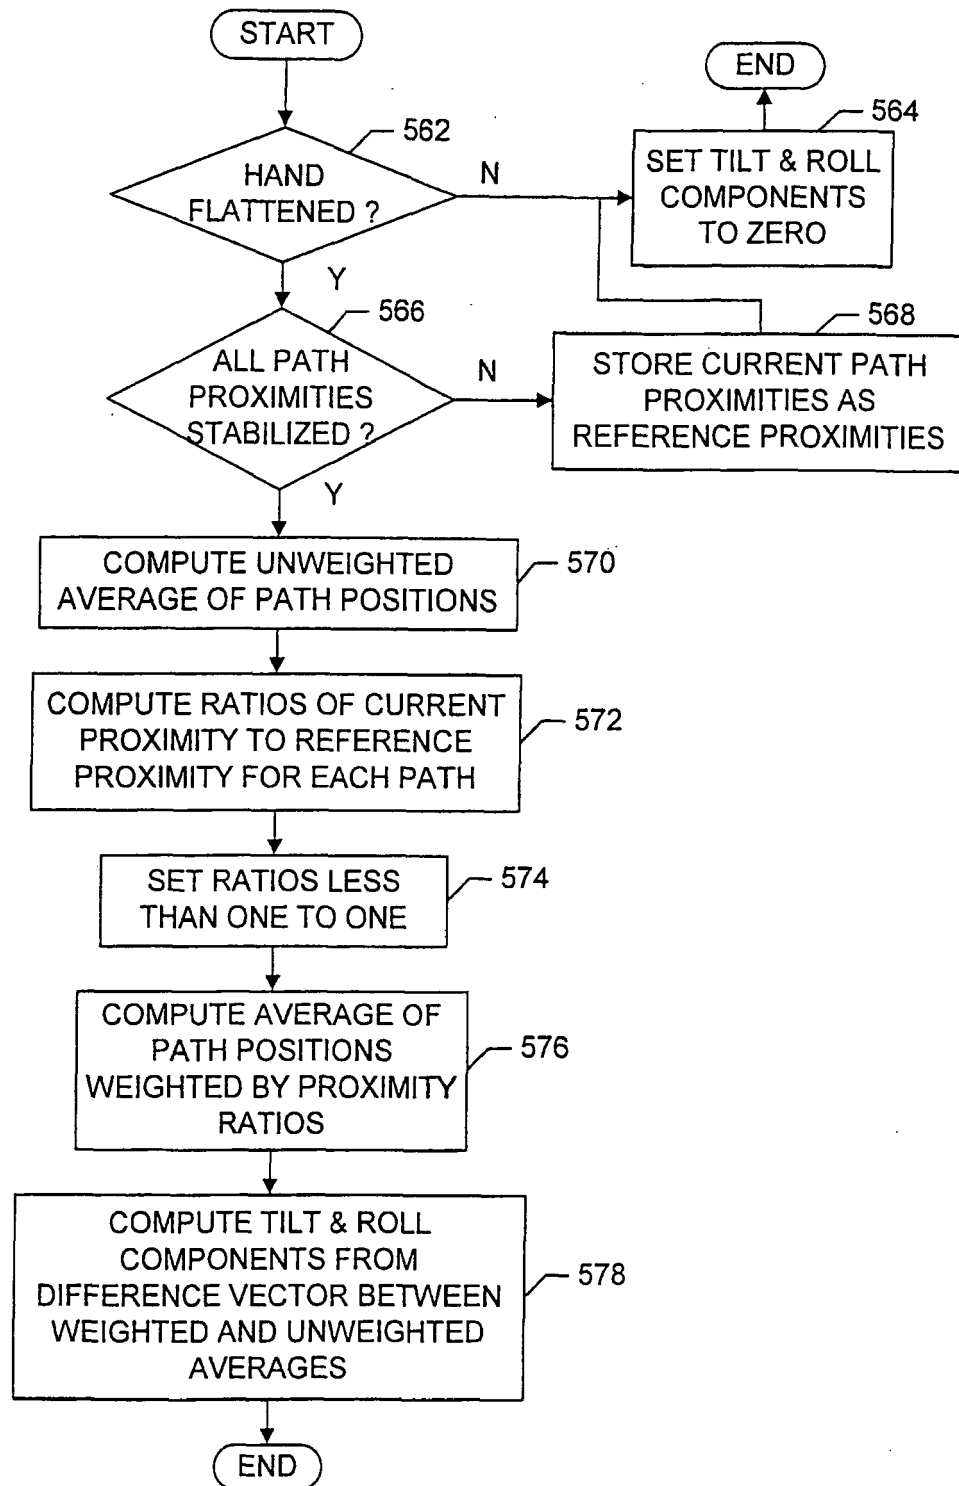 START
END
562
564
HAND
FLATTENED ?
N
SET TILT & ROLL
COMPONENTS
TO ZERO
Y
566
568
ALL PATH
PROXIMITIES
STABILIZED ?
N
STORE CURRENT PATH
PROXIMITIES AS
REFERENCE PROXIMITIES
Y
COMPUTE UNWEIGHTED
AVERAGE OF PATH POSITIONS
570
COMPUTE RATIOS OF CURRENT
PROXIMITY TO REFERENCE
PROXIMITY FOR EACH PATH
572
SET RATIOS LESS
THAN ONE TO ONE
574
COMPUTE AVERAGE OF
PATH POSITIONS
WEIGHTED BY PROXIMITY
RATIOS
576
COMPUTE TILT & ROLL
COMPONENTS FROM
DIFFERENCE VECTOR BETWEEN
WEIGHTED AND UNWEIGHTED
AVERAGES
578
END